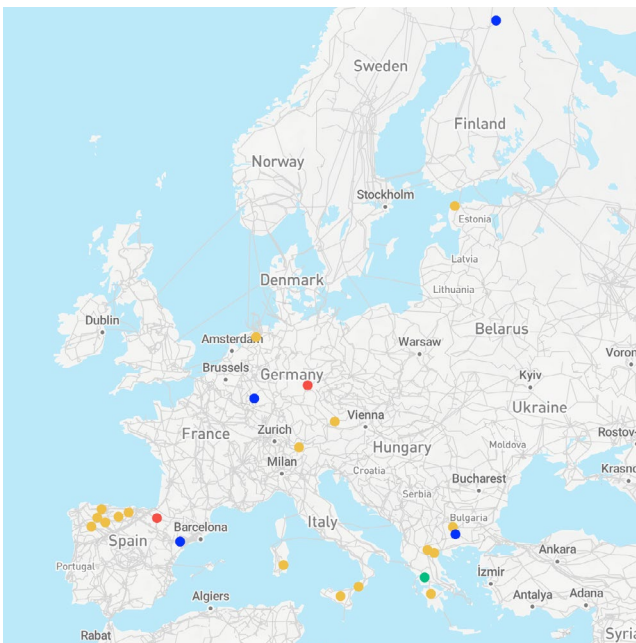 Sweden
Finland
Norway
Stockholm
Estonia
Latvia
Denmark
Lithuania
Dublin
Belarus
Amsterdam
Warsaw
Voron
Brussels
Germany
Kyiv
Ukraine
France
Vienna
Zurich
Rostov-
Hungary
Moldova
Milan
Croatia
Krasno
Bucharest
Serbia
Italy
Bulgaria
Barcelona
Spain
Ankara
Portugal
İzmir
Algiers
Antalya
Adana
Rabat
Syria